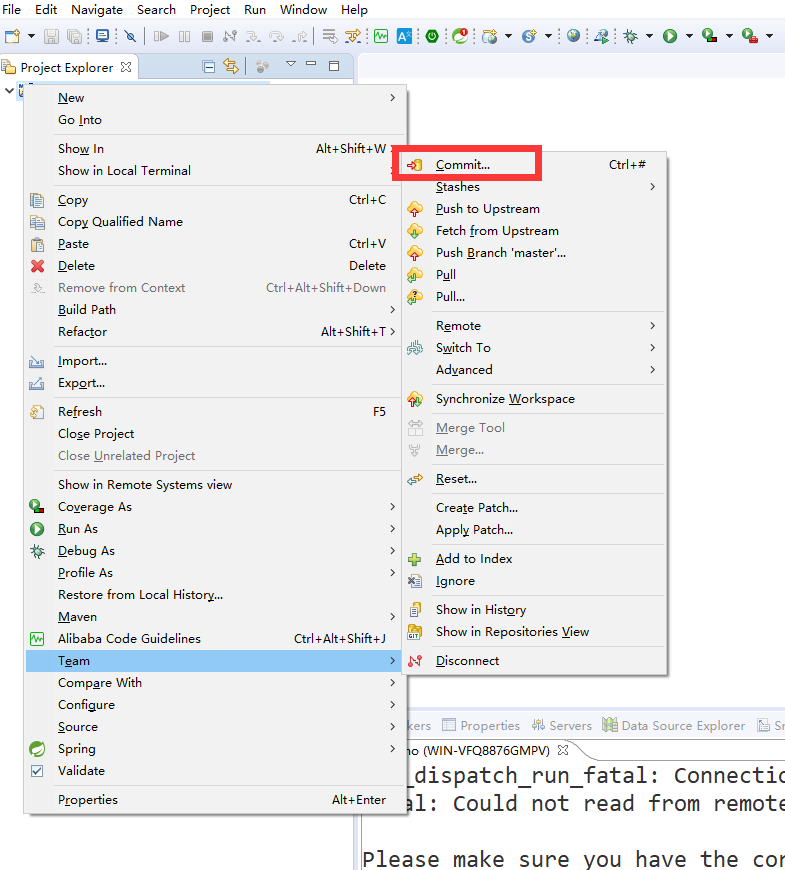 File Edit Navigate Search Project Run Window Help
Project Explorer
New
Go Into
Show In Alt+Shift+W
Show in Local Terminal
Copy Ctrl+C
Copy Qualified Name
Paste Ctrl+V
Delete Delete
Remove from Context Ctrl+Alt+Shift+Down
Build Path
Refactor Alt+Shift+T
Import...
Export...
Refresh F5
Close Project
Close Unrelated Project
Show in Remote Systems view
Coverage As
Run As
Debug As
Profile As
Restore from Local History...
Maven
Alibaba Code Guidelines Ctrl+Alt+Shift+J
Team
Compare With
Configure
Source
Spring
Validate
Properties Alt+Enter
Commit... Ctrl+#
Stashes
Push to Upstream
Fetch from Upstream
Push Branch 'master'...
Pull
Pull...
Remote
Switch To
Advanced
Synchronize Workspace
Merge Tool
Merge...
Reset...
Create Patch...
Apply Patch...
Add to Index
Ignore
Show in History
Show in Repositories View
Disconnect
kers Properties Servers Data Source Explorer Sn
no (WIN-VFQ8876GMPV)
_dispatch_run_fatal: Connectio
al: Could not read from remote
Please make sure you have the cor